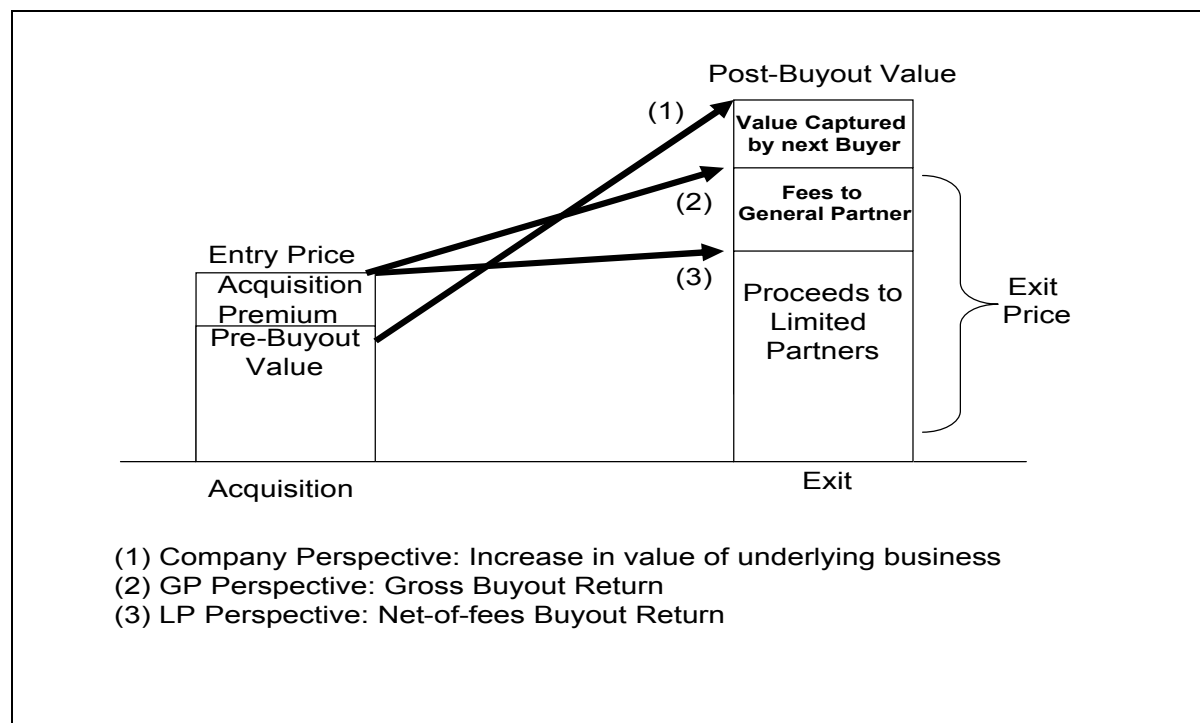 Post-Buyout Value
(1)
Value Captured
by next Buyer
(2)
Fees to
General Partner
Entry Price
(3)
Acquisition
Premium
Proceeds to
Limited
Partners
Exit
Price
Pre-Buyout
Value
Acquisition
Exit
(1) Company Perspective: Increase in value of underlying business
(2) GP Perspective: Gross Buyout Return
(3) LP Perspective: Net-of-fees Buyout Return